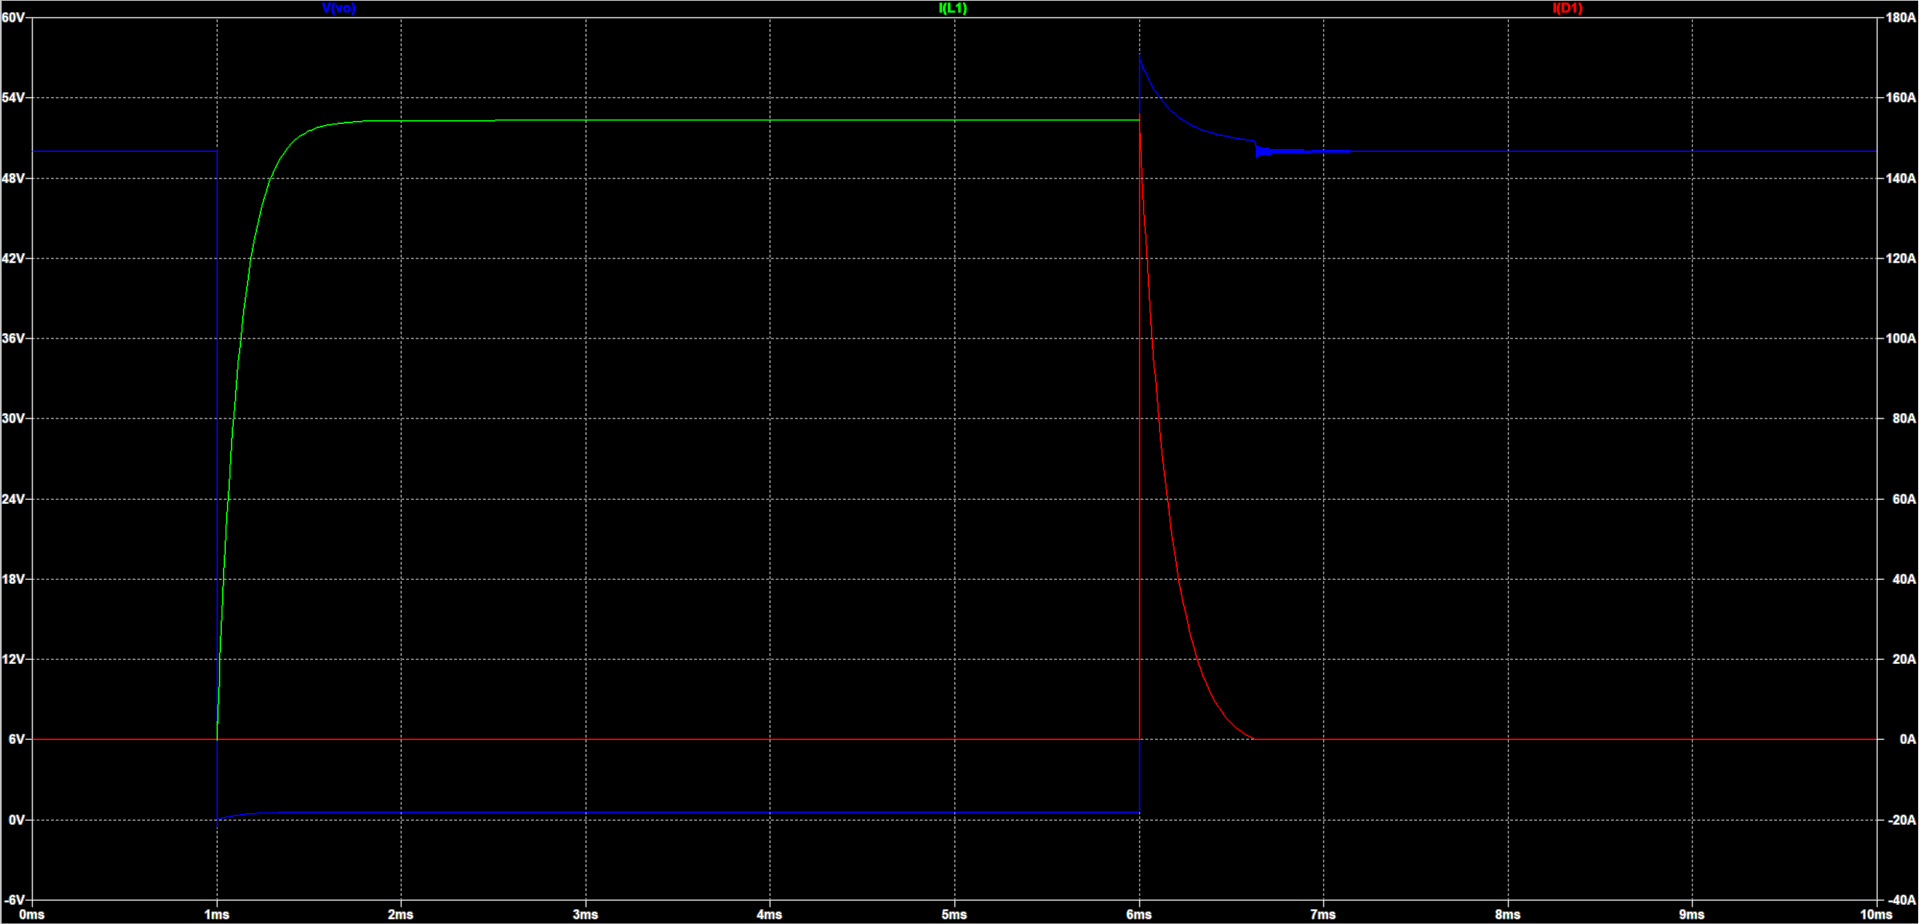 V(vo) I(L1) I(D1)
60V 180A
54V 160A
48V 140A
42V 120A
36V 100A
30V 80A
24V 60A
18V 40A
12V 20A
6V 0A
0V -20A
-6V -40A
0ms 1ms 2ms 3ms 4ms 5ms 6ms 7ms 8ms 9ms 10ms